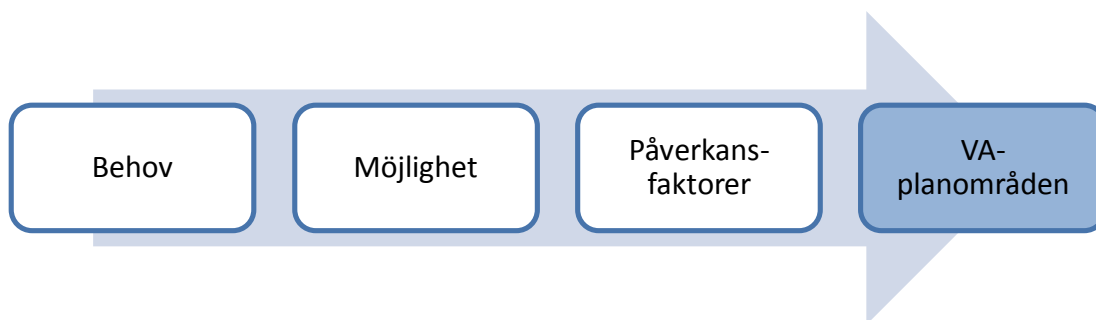 Behov
Möjlighet
Påverkans-
faktorer
VA-
planområden